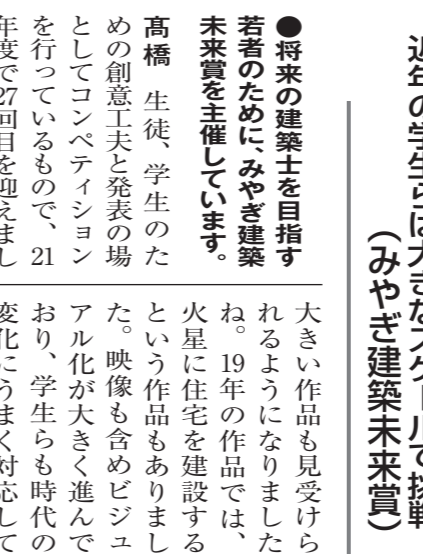 近年の学生らは大きなスケールで挑戦
（みやぎ建築未来賞）
●将来の建築士を目指す
若者のために、みやぎ建築
未来賞を主催しています。
髙橋　生徒、学生のた
めの創意工夫と発表の場
としてコンペティション
を行っているもので、21
年度で27回目を迎えまし
大きい作品も見受けら
れるようになりました
ね。19年の作品では、
火星に住宅を建設する
という作品もありまし
た。映像も含めビジュ
アル化が大きく進んで
おり、学生らも時代の
変化にうまく対応して